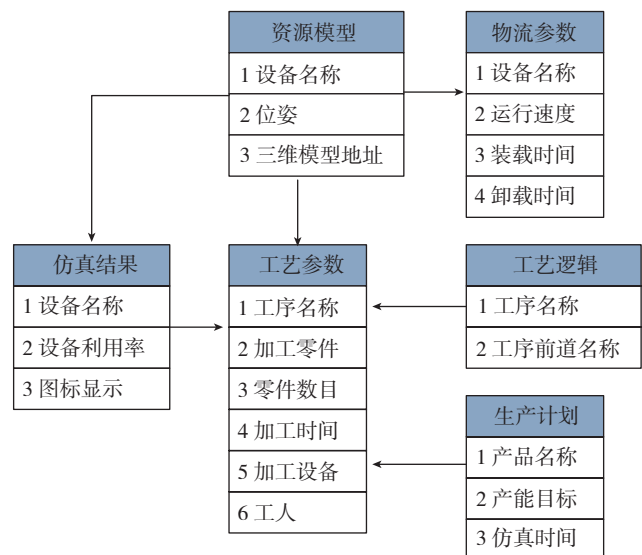 资源模型
1 设备名称
2 位姿
3 三维模型地址
物流参数
1 设备名称
2 运行速度
3 装载时间
4 卸载时间
仿真结果
1 设备名称
2 设备利用率
3 图标显示
工艺参数
1 工序名称
2 加工零件
3 零件数目
4 加工时间
5 加工设备
6 工人
工艺逻辑
1 工序名称
2 工序前道名称
生产计划
1 产品名称
2 产能目标
3 仿真时间